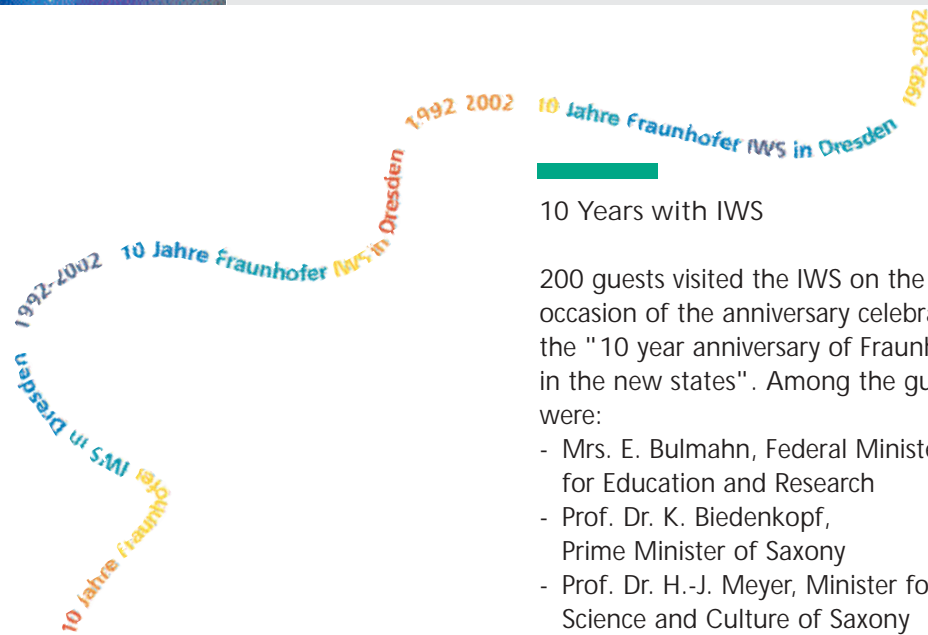 10 Jahre Fraunhofer IWS in Dresden 1992-2002 10 Jahre Fraunhofer IWS in Dresden 1992 2002 10 Jahre Fraunhofer IWS in Dresden 1992-2002
10 Years with IWS
200 guests visited the IWS on the
occasion of the anniversary celebra
the "10 year anniversary of Fraunh
in the new states". Among the gu
were:
- Mrs. E. Bulmahn, Federal Ministe
for Education and Research
- Prof. Dr. K. Biedenkopf,
Prime Minister of Saxony
- Prof. Dr. H.-J. Meyer, Minister fo
Science and Culture of Saxony